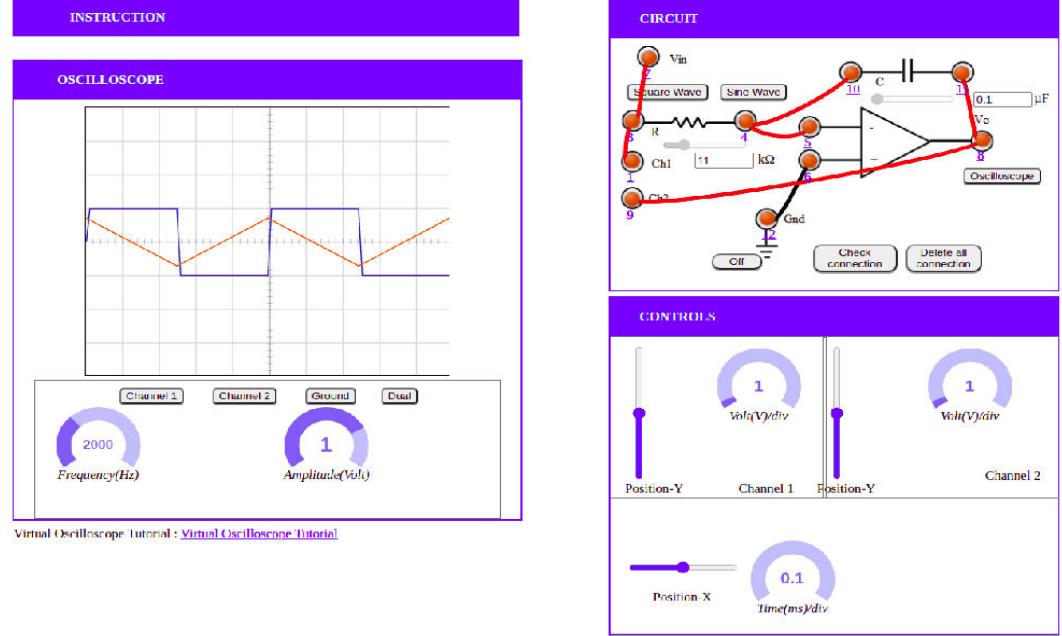 INSTRUCTION
OSCILLOSCOPE
Channel 1 Channel 2 Ground Dual
2000 1
Frequency(Hz) Amplitude(Volt)
Virtual Oscilloscope Tutorial : Virtual Oscilloscope Tutorial
CIRCUIT
Vin
7
Square Wave Sine Wave
10 C
0.1 μF
3 R 4 5 - Vo
8
Ch1 11 kΩ
1 6 +
Oscilloscope
Ch2
9
Gnd
12
Off
Check connection
Delete all connection
CONTROLS
1 1
Volt(V)/div Volt(V)/div
Position-Y Channel 1 Position-Y Channel 2
0.1
Position-X Time(ms)/div